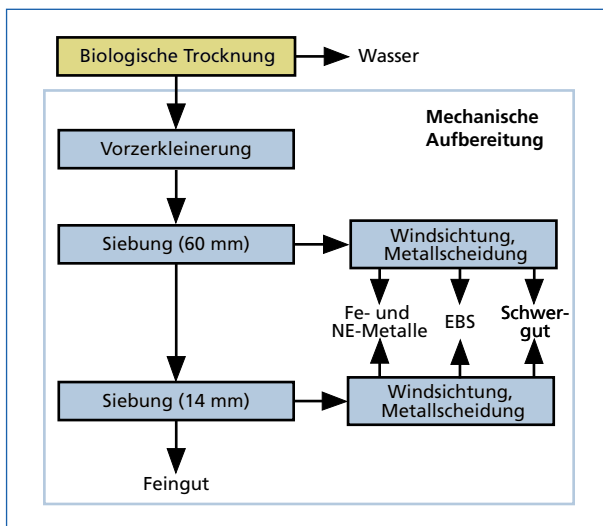 Biologische Trocknung
Wasser
Mechanische
Aufbereitung
Vorzerkleinerung
Siebung (60 mm)
Windsichtung,
Metallscheidung
Fe- und
NE-Metalle
EBS
Schwer-
gut
Siebung (14 mm)
Windsichtung,
Metallscheidung
Feingut